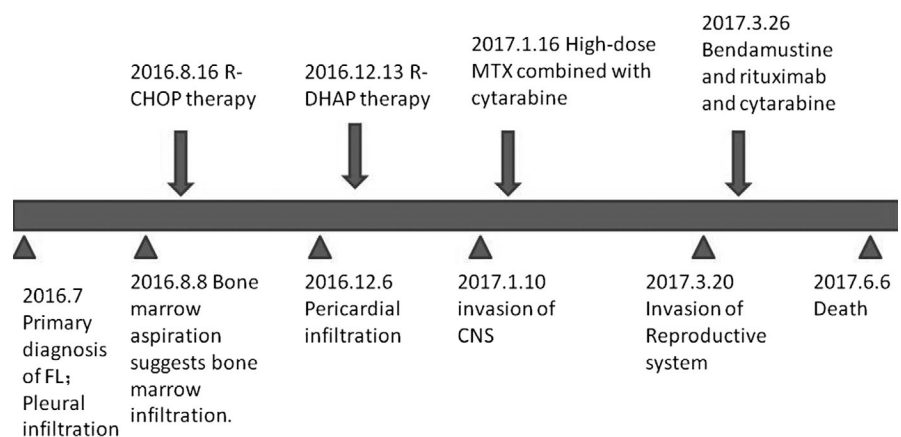 2016.8.16 R-
CHOP therapy
2016.12.13 R-
DHAP therapy
2017.1.16 High-dose
MTX combined with
cytarabine
2017.3.26
Bendamustine
and rituximab
and cytarabine
2016.7
Primary
diagnosis
of FL;
Pleural
infiltration
2016.8.8 Bone
marrow
aspiration
suggests bone
marrow
infiltration.
2016.12.6
Pericardial
infiltration
2017.1.10
invasion of
CNS
2017.3.20
Invasion of
Reproductive
system
2017.6.6
Death